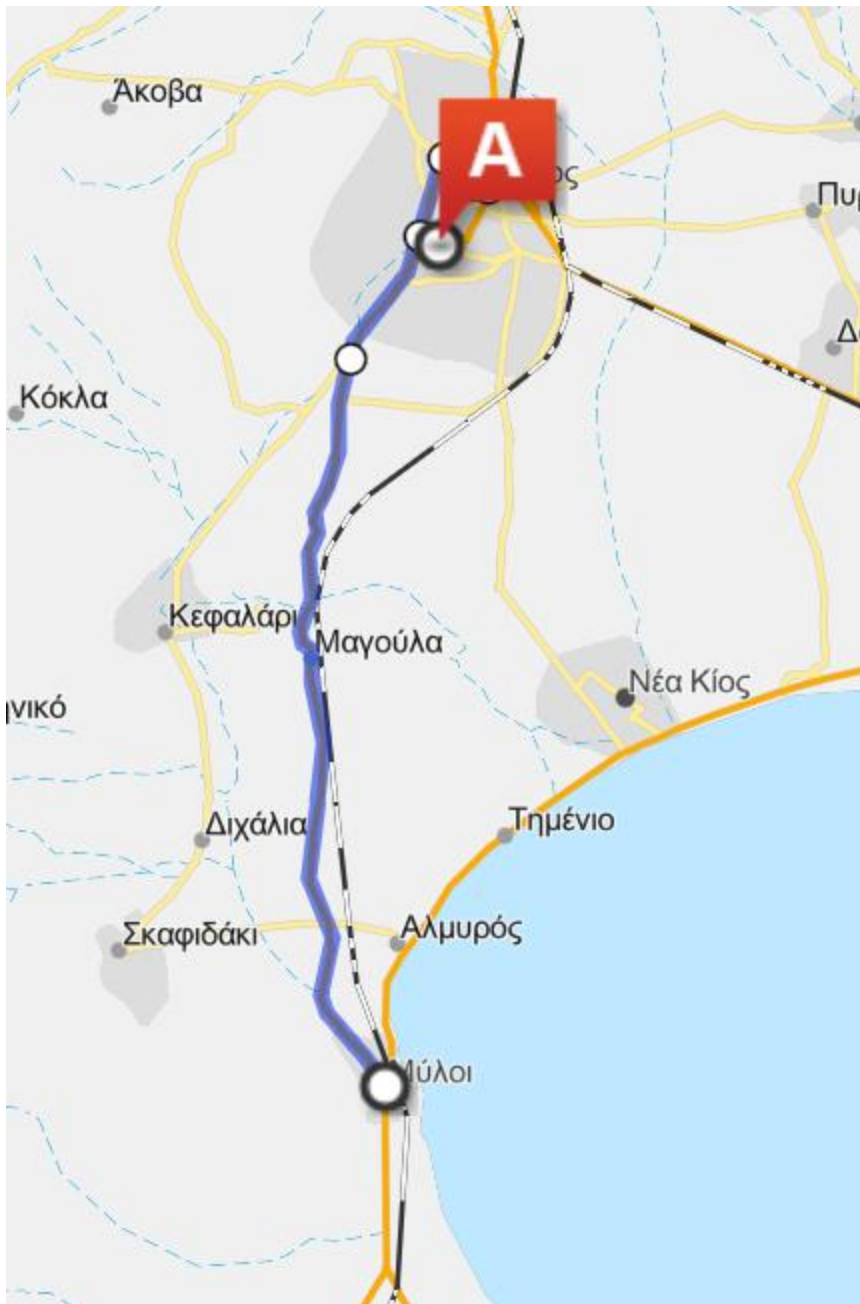 Άκοβα
A
Κόκλα
Κεφαλάρι
Μαγούλα
Νέα Κίος
Διχάλια
Τημένιο
Σκαφιδάκι
Αλμυρός
Μύλοι